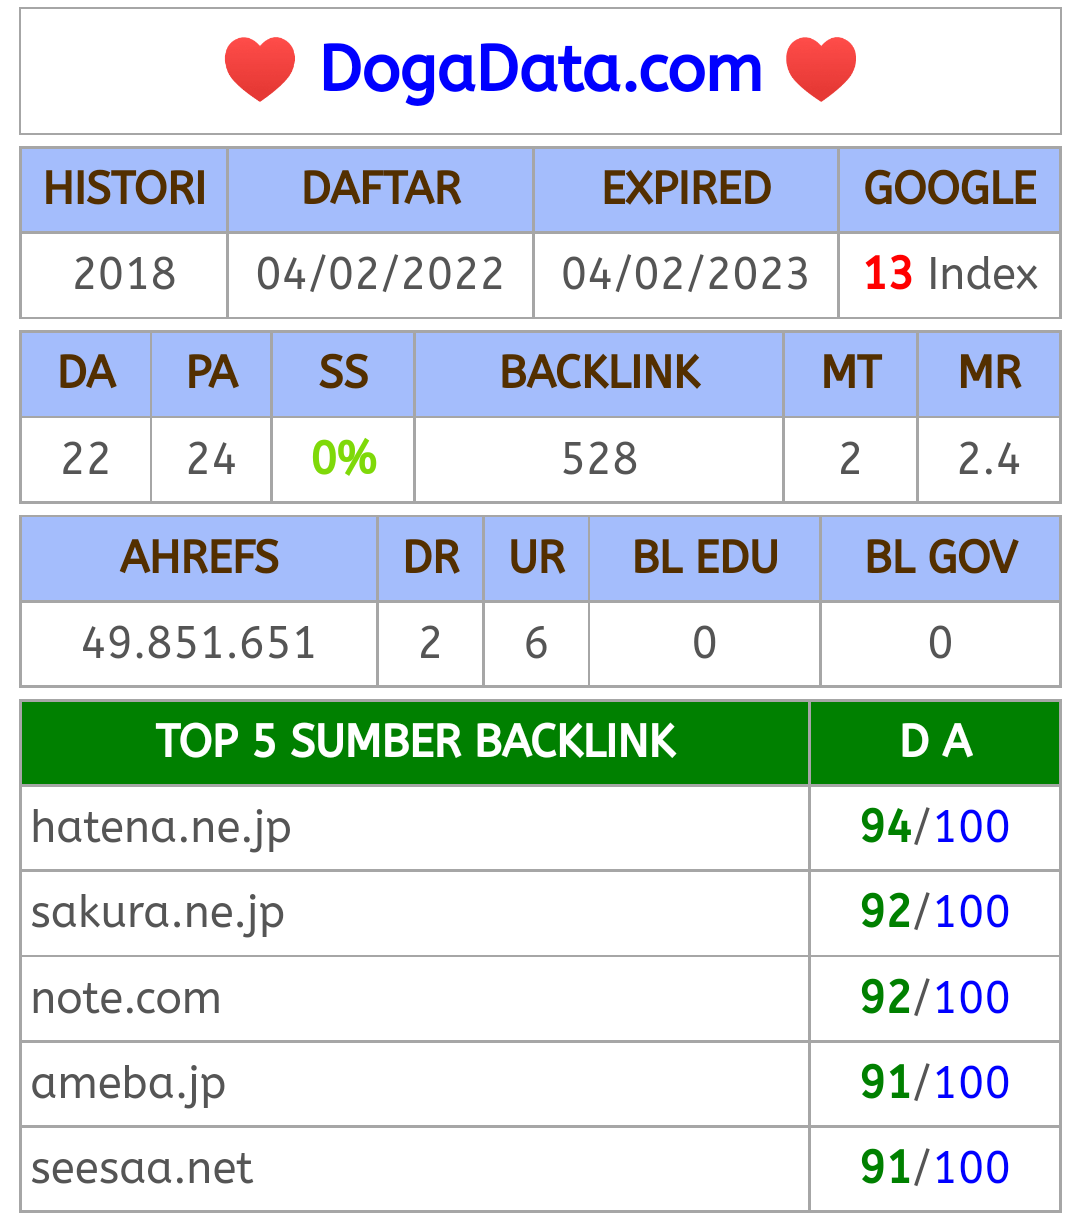 ❤️ DogaData.com ❤️
HISTORI DAFTAR EXPIRED GOOGLE
2018 04/02/2022 04/02/2023 13 Index
DA PA SS BACKLINK MT MR
22 24 0% 528 2 2.4
AHREFS DR UR BL EDU BL GOV
49.851.651 2 6 0 0
TOP 5 SUMBER BACKLINK D A
hatena.ne.jp 94/100
sakura.ne.jp 92/100
note.com 92/100
ameba.jp 91/100
seesaa.net 91/100